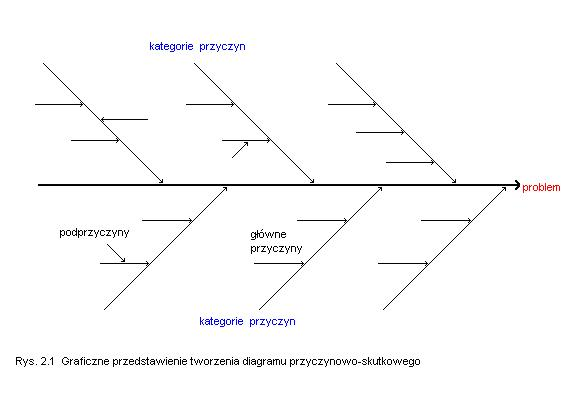 kategorie przyczyn
problem
podprzyczyny
główne
przyczyny
kategorie przyczyn
Rys. 2.1 Graficzne przedstawienie tworzenia diagramu przyczynowo-skutkowego